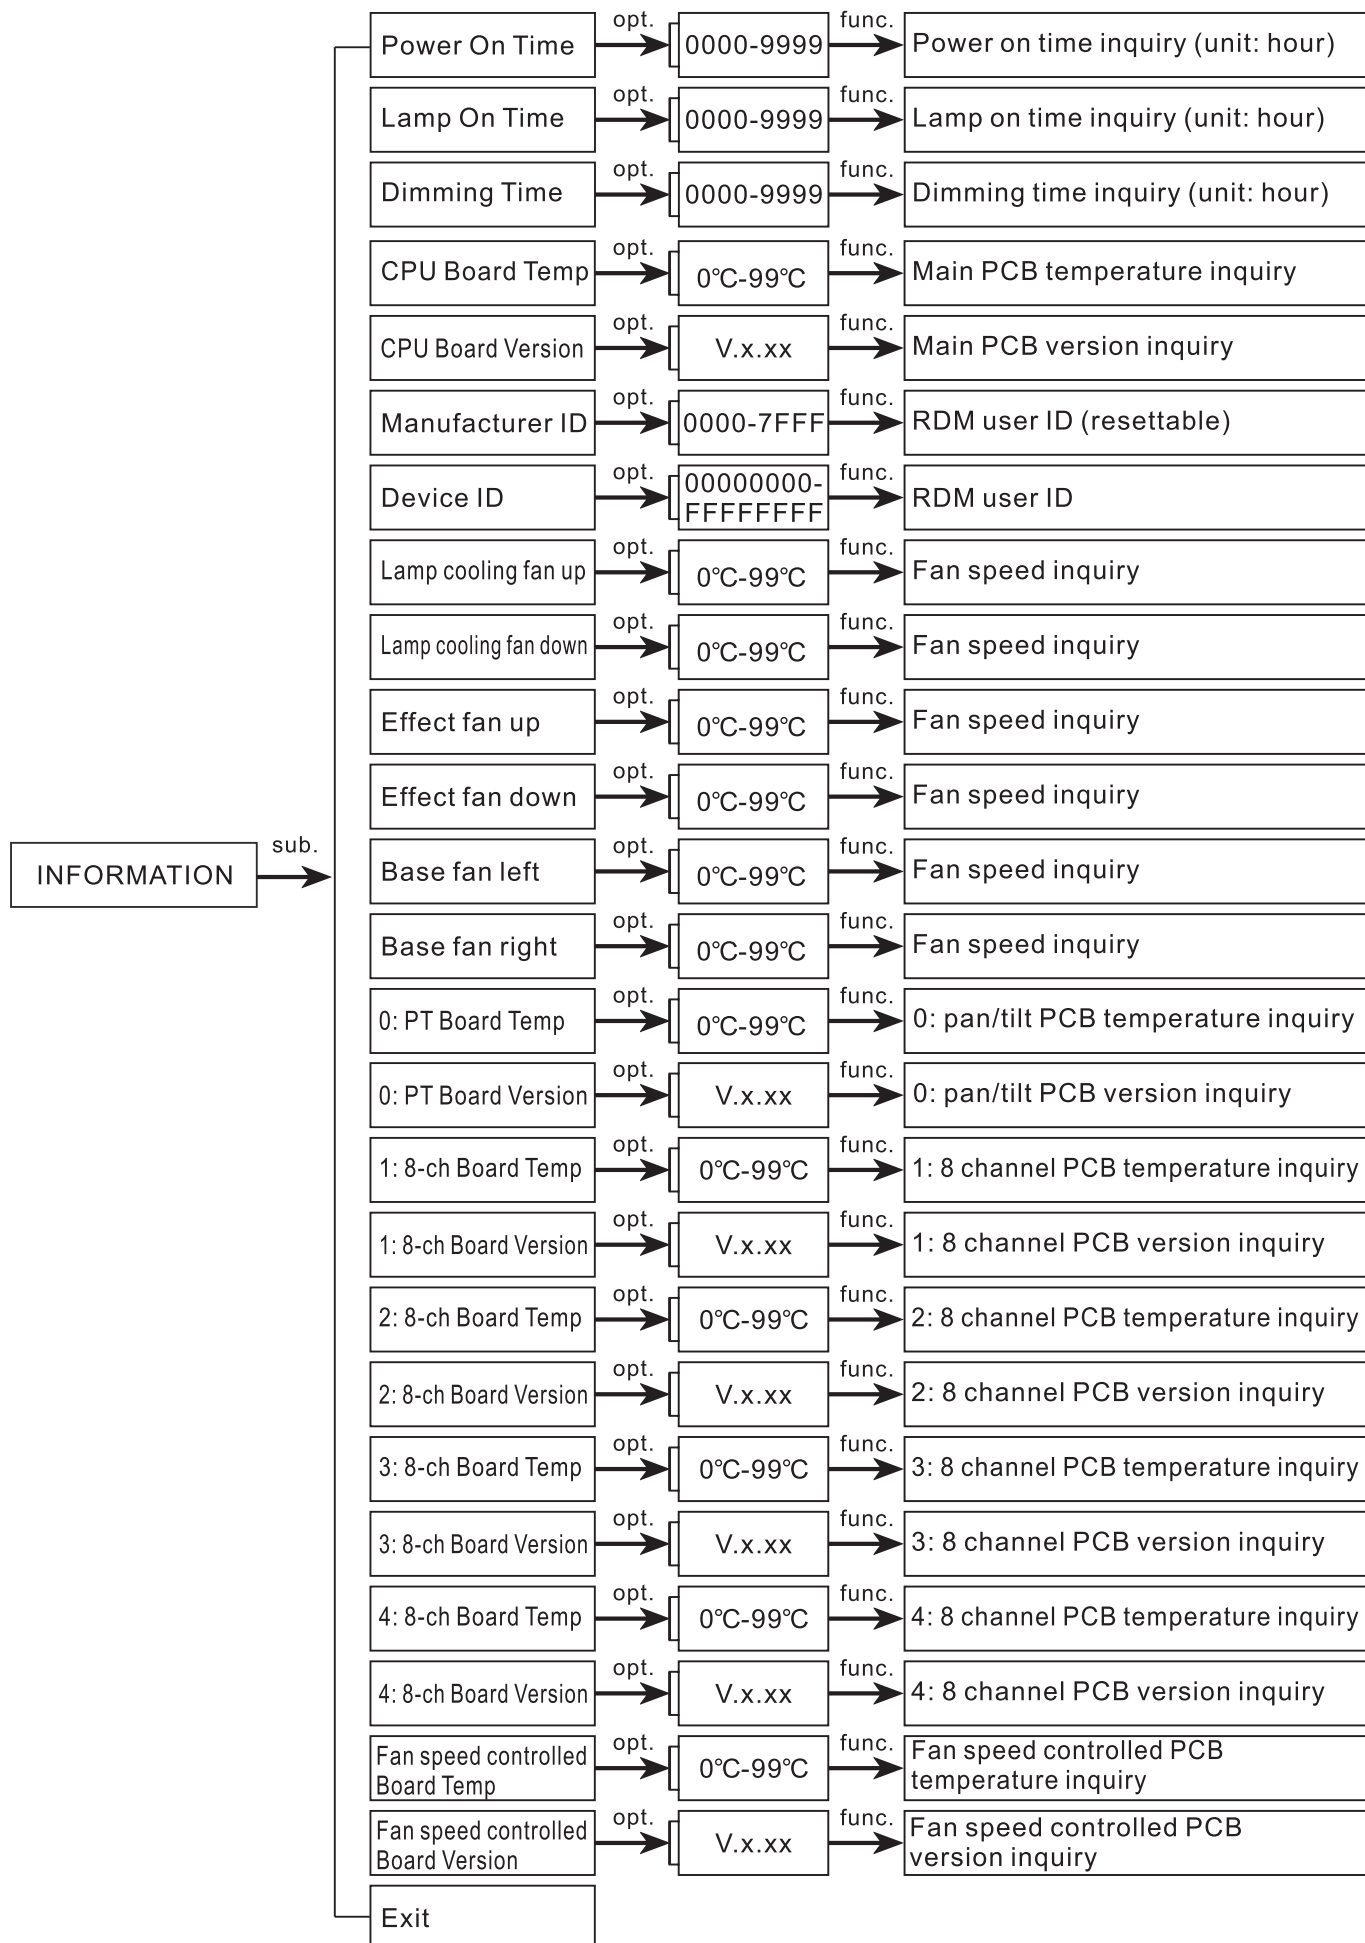 Power On Time opt. 0000-9999 func. Power on time inquiry (unit: hour)
Lamp On Time opt. 0000-9999 func. Lamp on time inquiry (unit: hour)
Dimming Time opt. 0000-9999 func. Dimming time inquiry (unit: hour)
CPU Board Temp opt. 0℃-99℃ func. Main PCB temperature inquiry
CPU Board Version opt. V.x.xx func. Main PCB version inquiry
Manufacturer ID opt. 0000-7FFF func. RDM user ID (resettable)
Device ID opt. 00000000- func. RDM user ID
FFFFFFFF
Lamp cooling fan up opt. 0℃-99℃ func. Fan speed inquiry
Lamp cooling fan down opt. 0℃-99℃ func. Fan speed inquiry
Effect fan up opt. 0℃-99℃ func. Fan speed inquiry
Effect fan down opt. 0℃-99℃ func. Fan speed inquiry
INFORMATION sub.
Base fan left opt. 0℃-99℃ func. Fan speed inquiry
Base fan right opt. 0℃-99℃ func. Fan speed inquiry
0: PT Board Temp opt. 0℃-99℃ func. 0: pan/tilt PCB temperature inquiry
0: PT Board Version opt. V.x.xx func. 0: pan/tilt PCB version inquiry
1: 8-ch Board Temp opt. 0℃-99℃ func. 1: 8 channel PCB temperature inquiry
1: 8-ch Board Version opt. V.x.xx func. 1: 8 channel PCB version inquiry
2: 8-ch Board Temp opt. 0℃-99℃ func. 2: 8 channel PCB temperature inquiry
2: 8-ch Board Version opt. V.x.xx func. 2: 8 channel PCB version inquiry
3: 8-ch Board Temp opt. 0℃-99℃ func. 3: 8 channel PCB temperature inquiry
3: 8-ch Board Version opt. V.x.xx func. 3: 8 channel PCB version inquiry
4: 8-ch Board Temp opt. 0℃-99℃ func. 4: 8 channel PCB temperature inquiry
4: 8-ch Board Version opt. V.x.xx func. 4: 8 channel PCB version inquiry
Fan speed controlled opt. 0℃-99℃ func. Fan speed controlled PCB
Board Temp temperature inquiry
Fan speed controlled opt. V.x.xx func. Fan speed controlled PCB
Board Version version inquiry
Exit